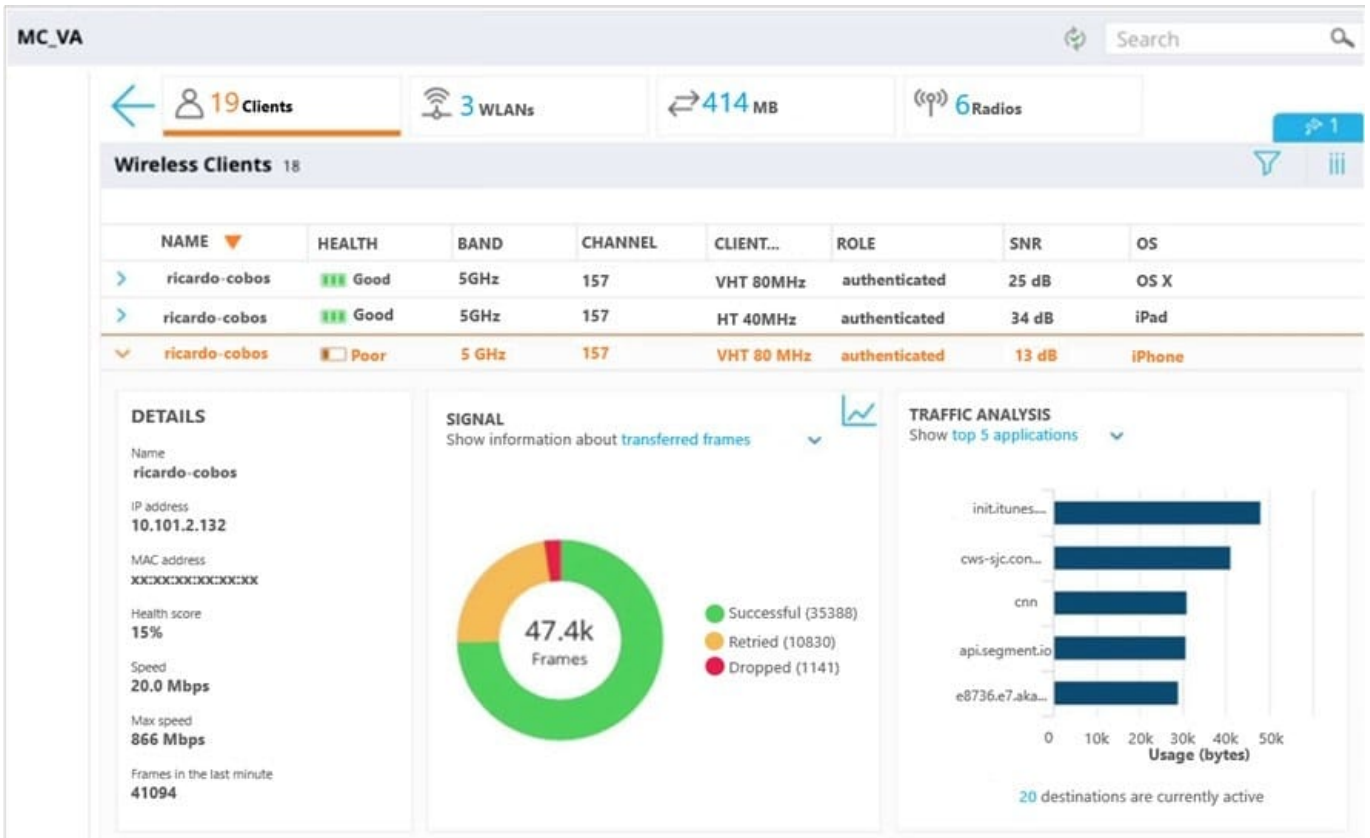 MC_VA
Search
19 Clients
3 WLANs
414 MB
6 Radios
1
Wireless Clients 18
NAME HEALTH BAND CHANNEL CLIENT... ROLE SNR OS
ricardo-cobos Good 5GHz 157 VHT 80MHz authenticated 25 dB OS X
ricardo-cobos Good 5GHz 157 HT 40MHz authenticated 34 dB iPad
ricardo-cobos Poor 5 GHz 157 VHT 80 MHz authenticated 13 dB iPhone
DETAILS
Name
ricardo-cobos
IP address
10.101.2.132
MAC address
xx:xx:xx:xx:xx:xx
Health score
15%
Speed
20.0 Mbps
Max speed
866 Mbps
Frames in the last minute
41094
SIGNAL
Show information about transferred frames
47.4k
Frames
Successful (35388)
Retried (10830)
Dropped (1141)
TRAFFIC ANALYSIS
Show top 5 applications
init.itunes....
cws-sjc.con...
cnn
api.segment.io
e8736.e7.aka...
0 10k 20k 30k 40k 50k
Usage (bytes)
20 destinations are currently active